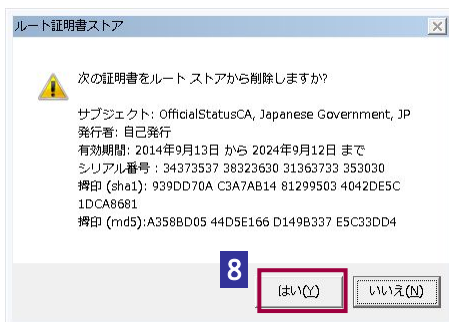 ルート証明書ストア
次の証明書をルート ストアから削除しますか?
サブジェクト: OfficialStatusCA, Japanese Government, JP
発行者: 自己発行
有効期間: 2014年9月13日 から 2024年9月12日 まで
シリアル番号 : 34373537 38323630 31363733 353030
拇印 (sha1): 939DD70A C3A7AB14 81299503 4042DE5C
1DCA8681
拇印 (md5):A358BD05 44D5E166 D149B337 E5C33DD4
8
はい(Y) いいえ(N)